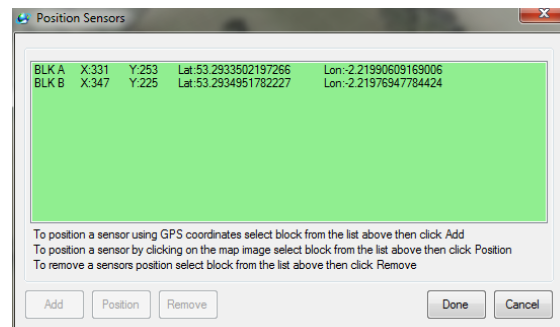 Position Sensors
BLK A X:331 Y:253 Lat:53.2933502197266 Lon:-2.21990609169006
BLK B X:347 Y:225 Lat:53.2934951782227 Lon:-2.21976947784424
To position a sensor using GPS coordinates select block from the list above then click Add
To position a sensor by clicking on the map image select block from the list above then click Position
To remove a sensors position select block from the list above then click Remove
Add Position Remove Done Cancel